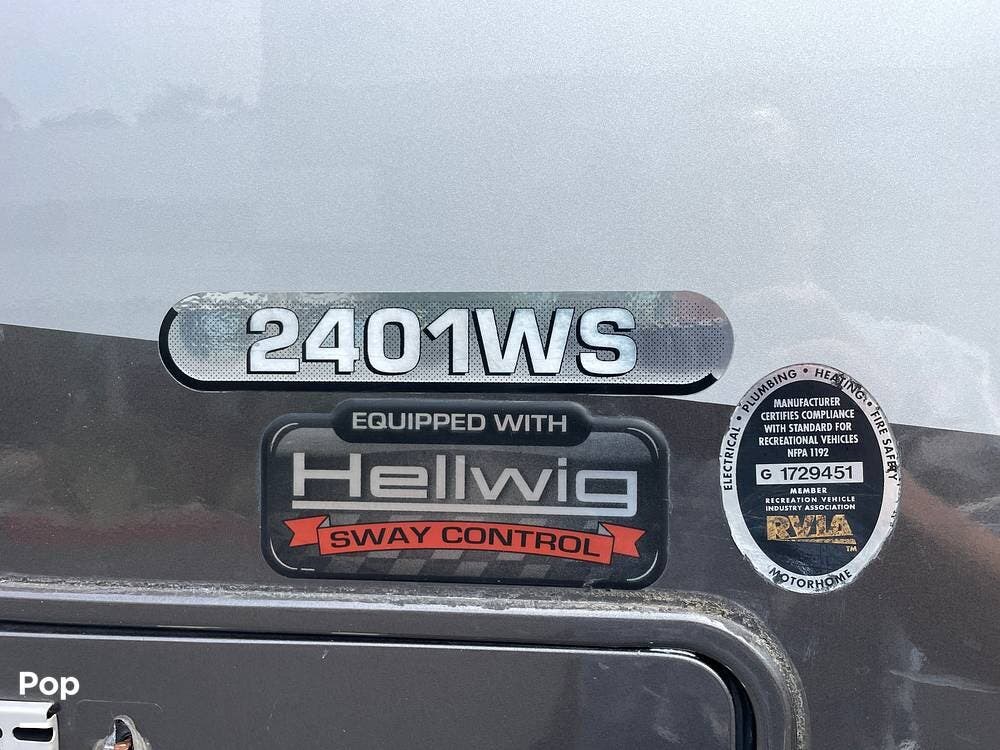 2401WS
EQUIPPED WITH
Hellwig
SWAY CONTROL
ELECTRICAL • PLUMBING • HEATING • FIRE SAFETY
MANUFACTURER
CERTIFIES COMPLIANCE
WITH STANDARD FOR
RECREATIONAL VEHICLES
NFPA 1192
G 1729451
MEMBER
RECREATION VEHICLE
INDUSTRY ASSOCIATION
RVIA
TM
MOTORHOME
Pop